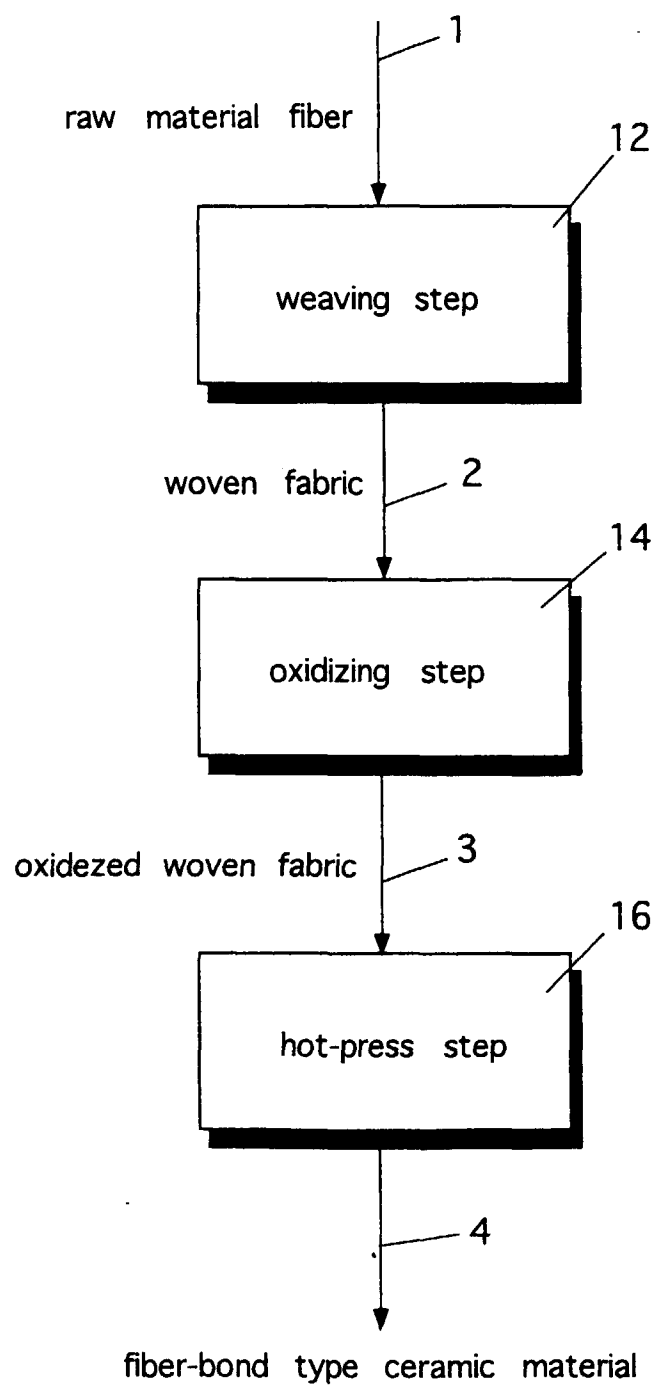 1
raw material fiber
12
weaving step
woven fabric
2
14
oxidizing step
oxidezed woven fabric
3
16
hot-press step
4
fiber-bond type ceramic material